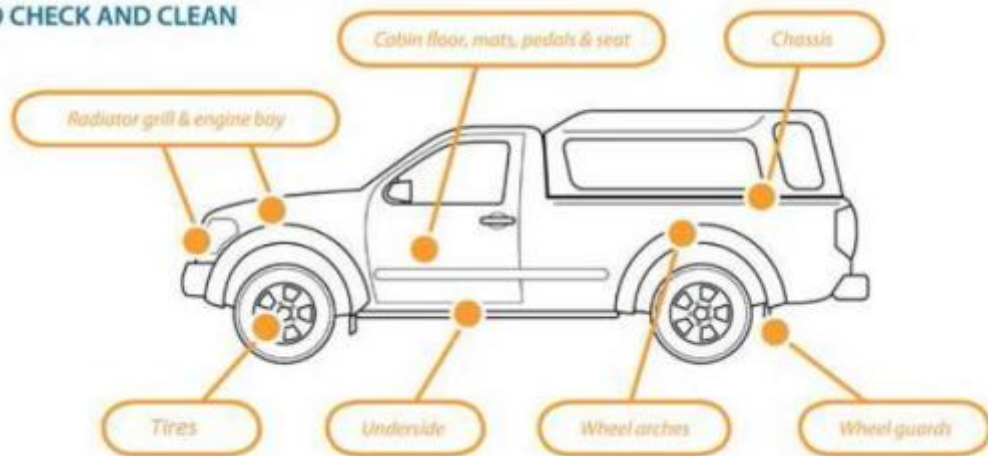 CHECK AND CLEAN
Cabin floor, mats, pedals & seat
Chassis
Radiator grill & engine bay
Tires
Underside
Wheel arches
Wheel guards